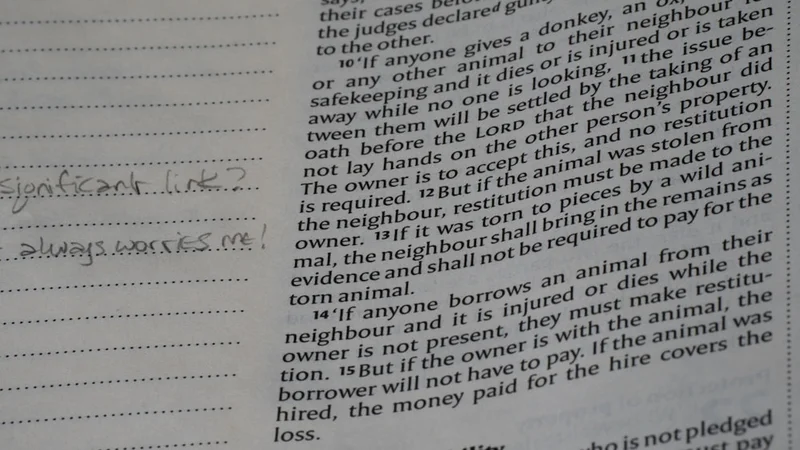 significant link?
always worries me!
their cases
the judges declared
to the other.
10 'If anyone gives a donkey, an ox,
or any other animal to their neighbour
safekeeping and it dies or is injured or is taken
away while no one is looking, 11 the issue be-
tween them will be settled by the taking of an
oath before the LORD that the neighbour did
not lay hands on the other person's property.
The owner is to accept this, and no restitution
is required. 12 But if the animal was stolen from
the neighbour, restitution must be made to the
owner. 13 If it was torn to pieces by a wild ani-
mal, the neighbour shall bring in the remains as
evidence and shall not be required to pay for the
torn animal.
14 'If anyone borrows an animal from their
neighbour and it is injured or dies while the
owner is not present, they must make restitu-
tion. 15 But if the owner is with the animal, the
borrower will not have to pay. If the animal was
hired, the money paid for the hire covers the
loss.
who is not pledged
must pay